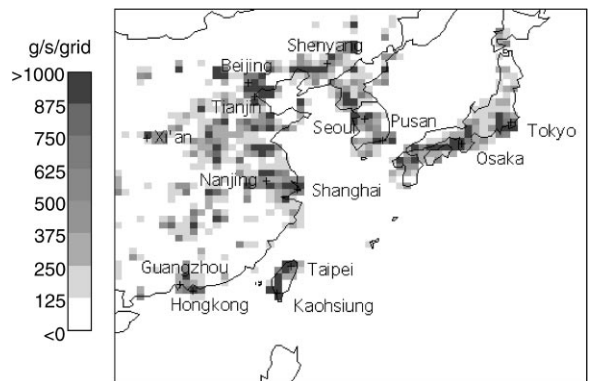 g/s/grid
>1000
875
750
625
500
375
250
125
<0
Shenyang
Beijing
Tianjin
Seoul
Pusan
Tokyo
Xi'an
Osaka
Nanjing
Shanghai
Guangzhou
Taipei
Hongkong
Kaohsiung